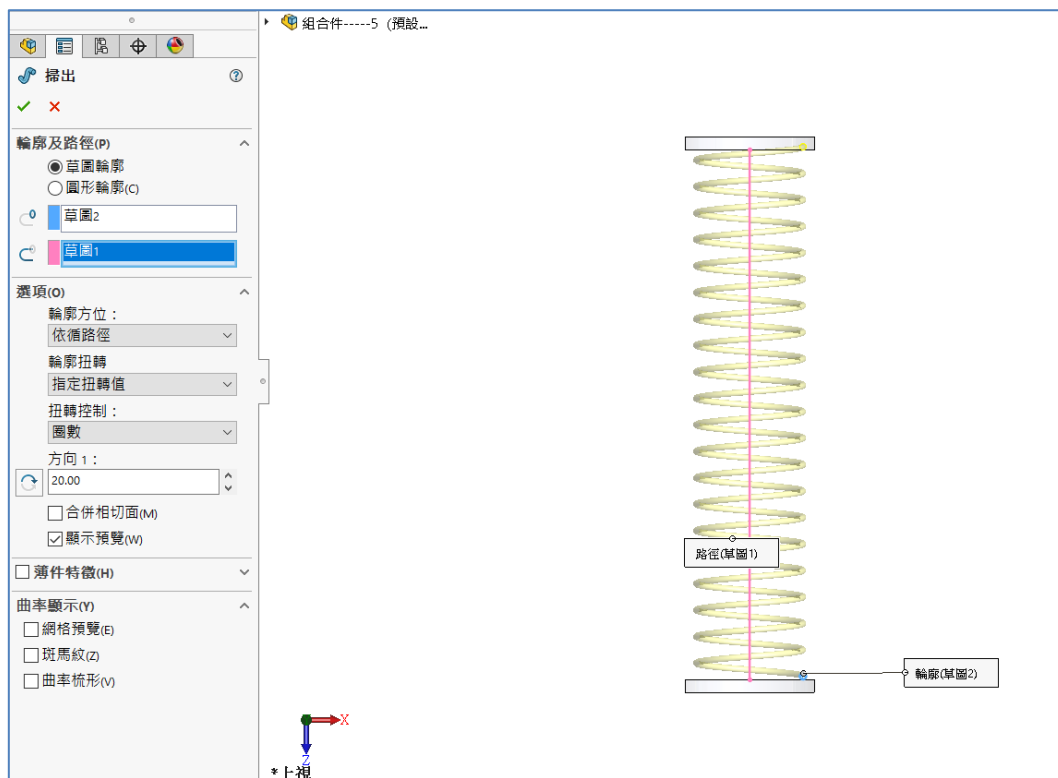 組合件-----5 (預設...
掃出
輪廓及路徑(P)
草圖輪廓
圓形輪廓(C)
草圖2
草圖1
選項(O)
輪廓方位：
依循路徑
輪廓扭轉
指定扭轉值
扭轉控制：
圈數
方向 1：
20.00
合併相切面(M)
顯示預覽(W)
薄件特徵(H)
曲率顯示(Y)
網格預覽(E)
斑馬紋(Z)
曲率梳形(V)
路徑(草圖1)
輪廓(草圖2)
X
Z
*上視